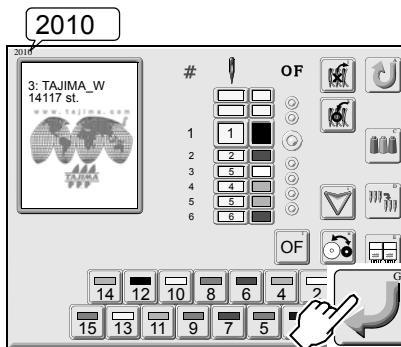 2010
2010
3: TAJIMA_W
14117 st.
www.tajima.com
TAJIMA
# OF
1 1
2 2
3 5
4 4
5 5
6 6
A
C
D
E
OF
G
14 12 10 8 6 4 2
15 13 11 9 7 5